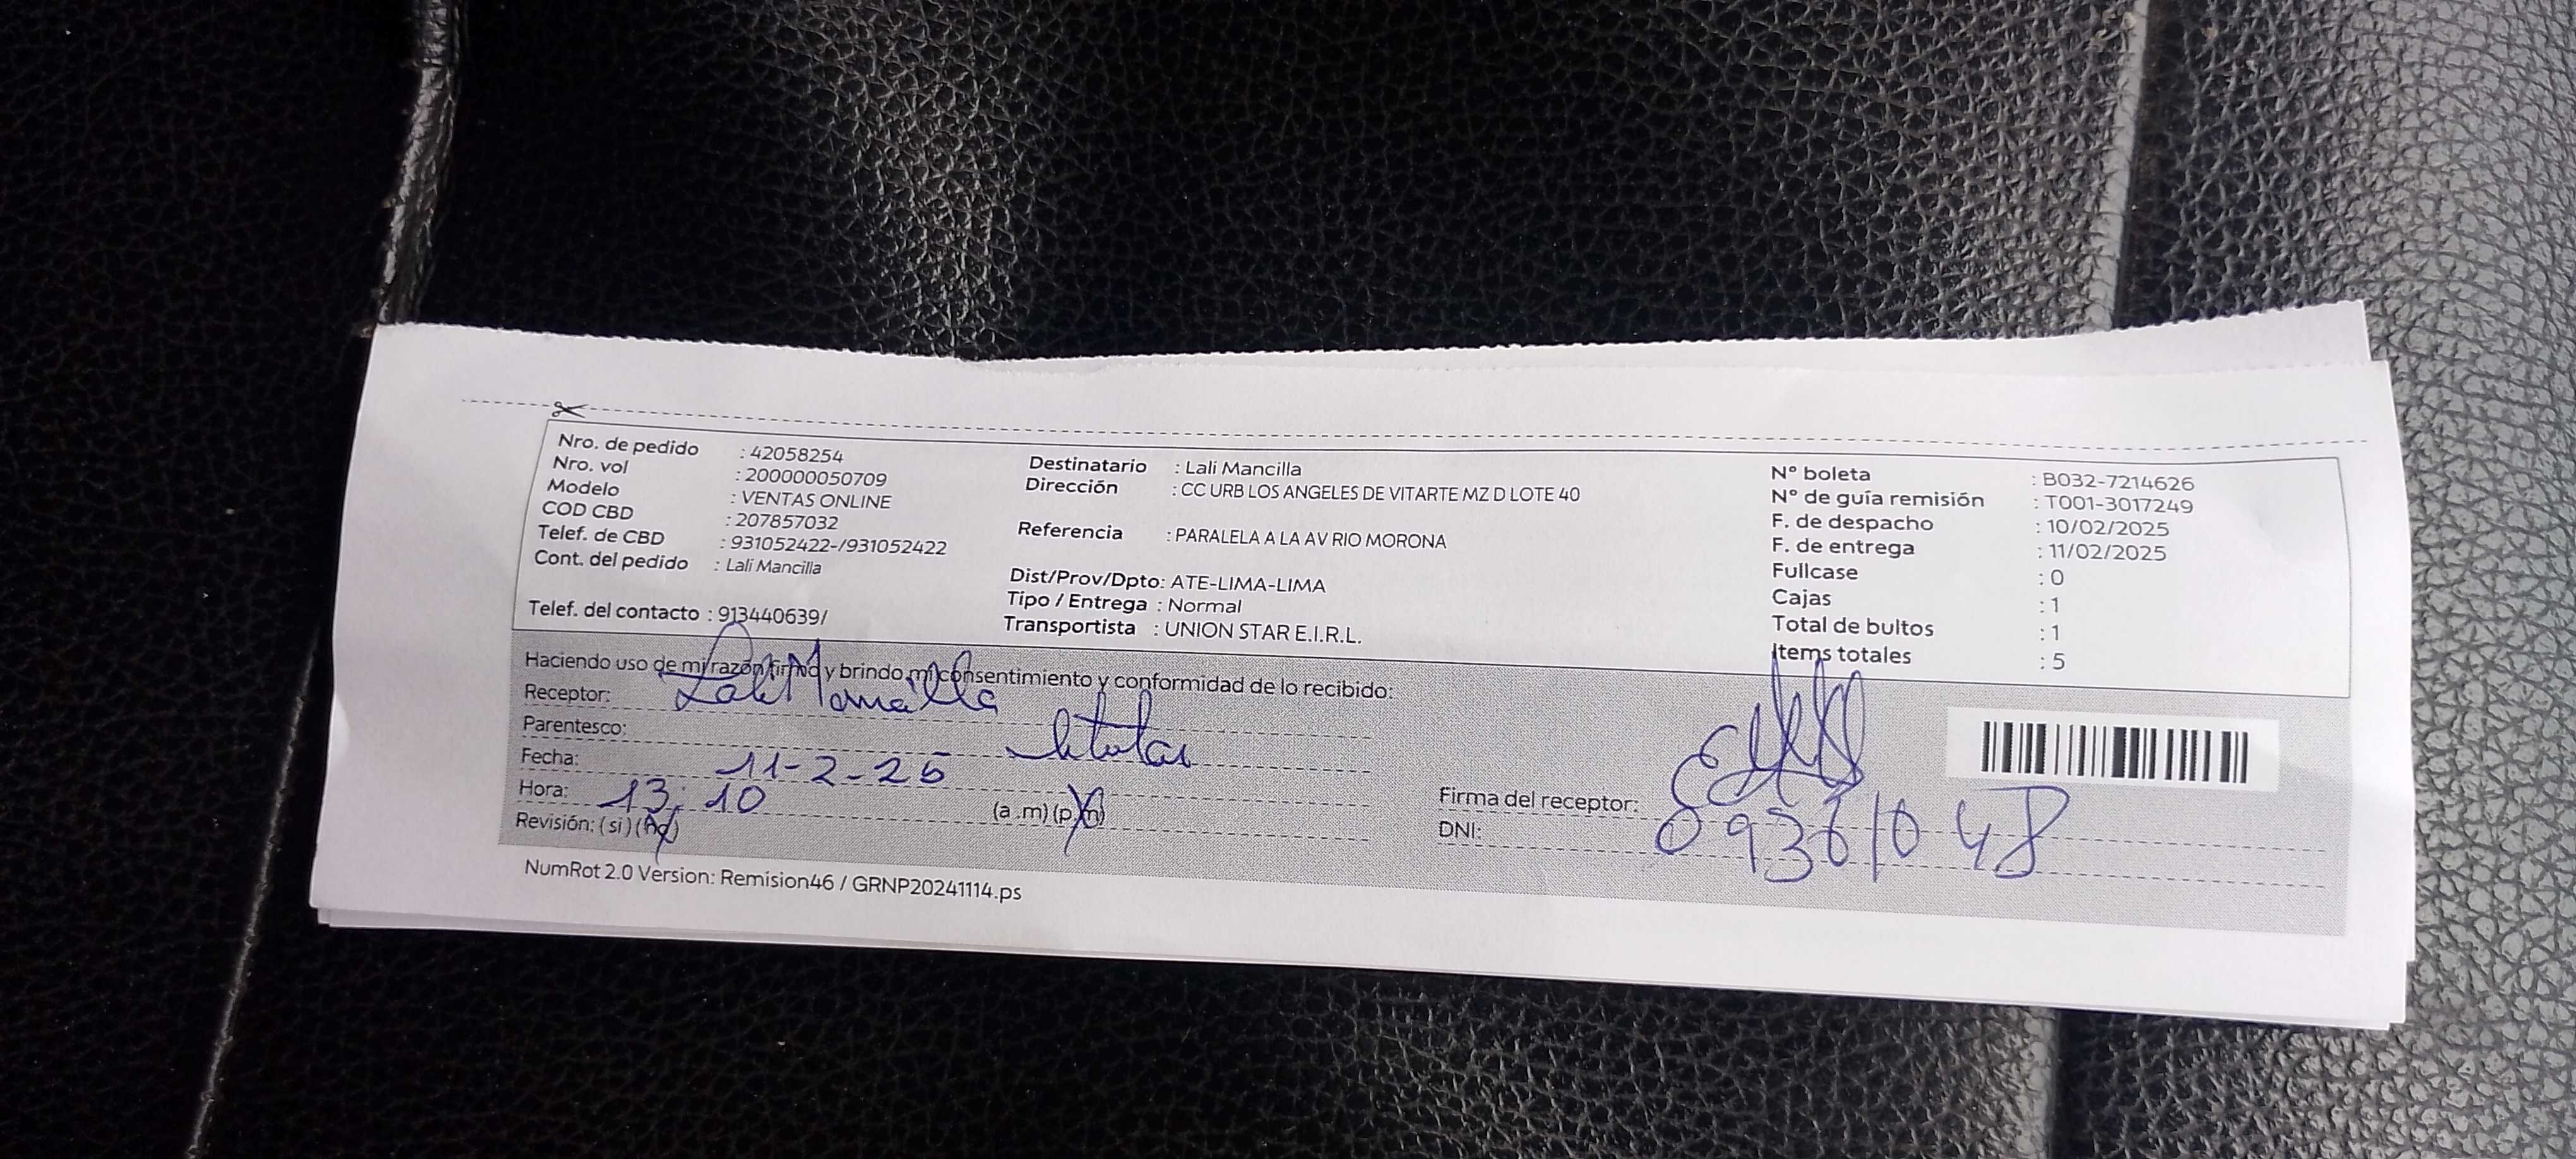 Nro. de pedido : 42058254
Nro. vol : 200000050709
Modelo : VENTAS ONLINE
COD CBD : 207857032
Telef. de CBD : 931052422-/931052422
Cont. del pedido : Lali Mancilla
Telef. del contacto : 913440639/
Destinatario : Lali Mancilla
Dirección : CC URB LOS ANGELES DE VITARTE MZ D LOTE 40
Referencia : PARALELA A LA AV RIO MORONA
Dist/Prov/Dpto: ATE-LIMA-LIMA
Tipo / Entrega : Normal
Transportista : UNION STAR E.I.R.L.
N° boleta : B032-7214626
N° de guía remisión : T001-3017249
F. de despacho : 10/02/2025
F. de entrega : 11/02/2025
Fullcase : 0
Cajas : 1
Total de bultos : 1
Items totales : 5
Haciendo uso de mi razón firmo y brindo mi consentimiento y conformidad de lo recibido:
Receptor: Lali Mancilla
Parentesco: titular
Fecha: 11-2-25
Hora: 13:10 (a .m) (p.m)
Revisión: (si) (no)
Firma del receptor:
DNI: 09361048
NumRot 2.0 Version: Remision46 / GRNP20241114.ps